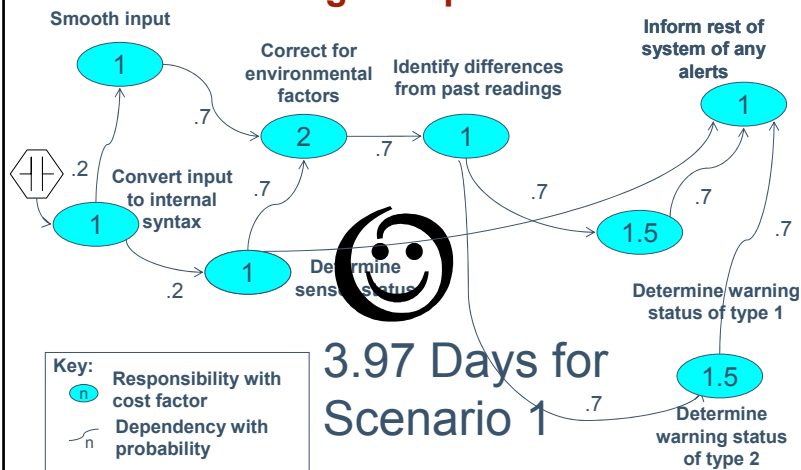 Smooth input
1
.7
Correct for
environmental
factors
2
.7
Identify differences
from past readings
1
Inform rest of
system of any
alerts
1
.2
Convert input
to internal
syntax
1
.2
.7
1
Determine
sensor status
.7
.7
1.5
.7
Determine warning
status of type 1
1.5
.7
Determine
warning status
of type 2
3.97 Days for
Scenario 1
Key:
n
Responsibility with
cost factor
n
Dependency with
probability